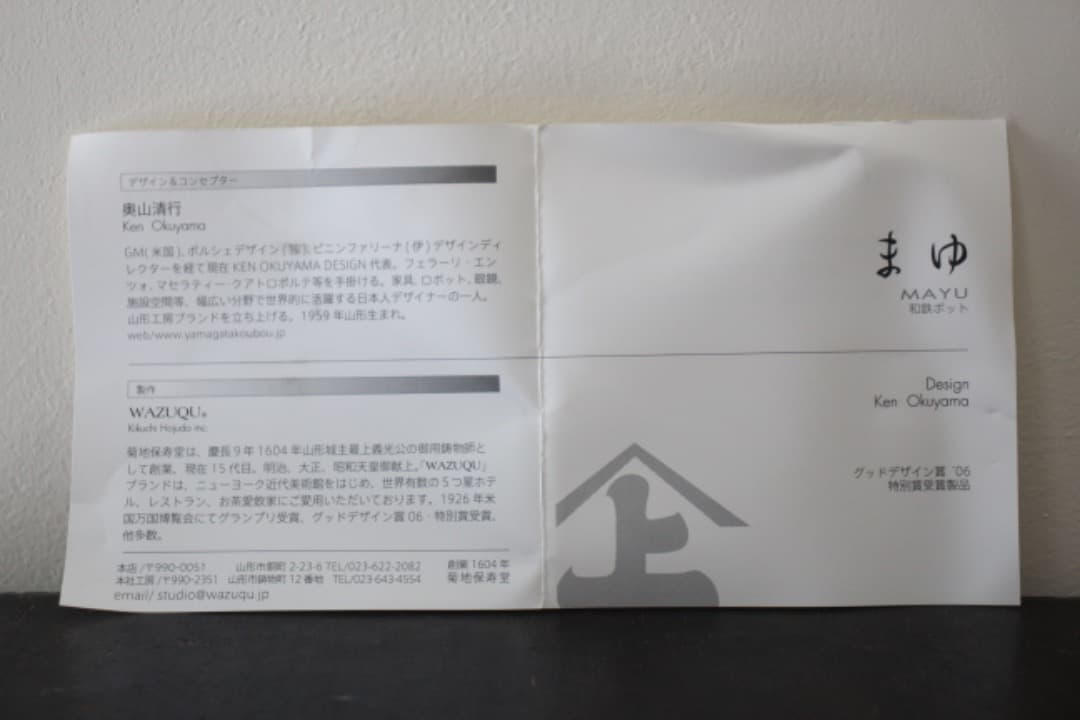 デザイン&コンセプター
奥山清行
Ken Okuyama
GM(米国)、ポルシェデザイン(独)、ピニンファリーナ(伊)デザインディ
レクターを経て現在 KEN OKUYAMA DESIGN 代表。フェラーリ・エン
ツォ、マセラティー・クアトロポルテ等を手掛ける。家具、ロボット、眼鏡、
施設空間等、幅広い分野で世界的に活躍する日本人デザイナーの一人。
山形工房ブランドを立ち上げる。1959年山形生まれ。
web/www.yamagatakoubou.jp
製作
WAZUQU®
Kikuchi Hojudo inc.
菊地保寿堂は、慶長9年1604年山形城主最上義光公の御用鋳物師と
して創業、現在15代目。明治、大正、昭和天皇御献上。「WAZUQU」
ブランドは、ニューヨーク近代美術館をはじめ、世界有数の5つ星ホテ
ル、レストラン、お茶愛飲家にご愛用いただいております。1926年米
国万国博覧会にてグランプリ受賞、グッドデザイン賞06・特別賞受賞、
他多数。
本店/〒990-0051 山形市銅町2-23-6 TEL/023-622-2082
本社工房/〒990-2351 山形市鋳物町12番地 TEL/023-643-4554
email/ studio@wazuqu.jp
創業1604年
菊地保寿堂
まゆ
MAYU
和鉄ポット
Design
Ken Okuyama
グッドデザイン賞 '06
特別賞受賞製品
上